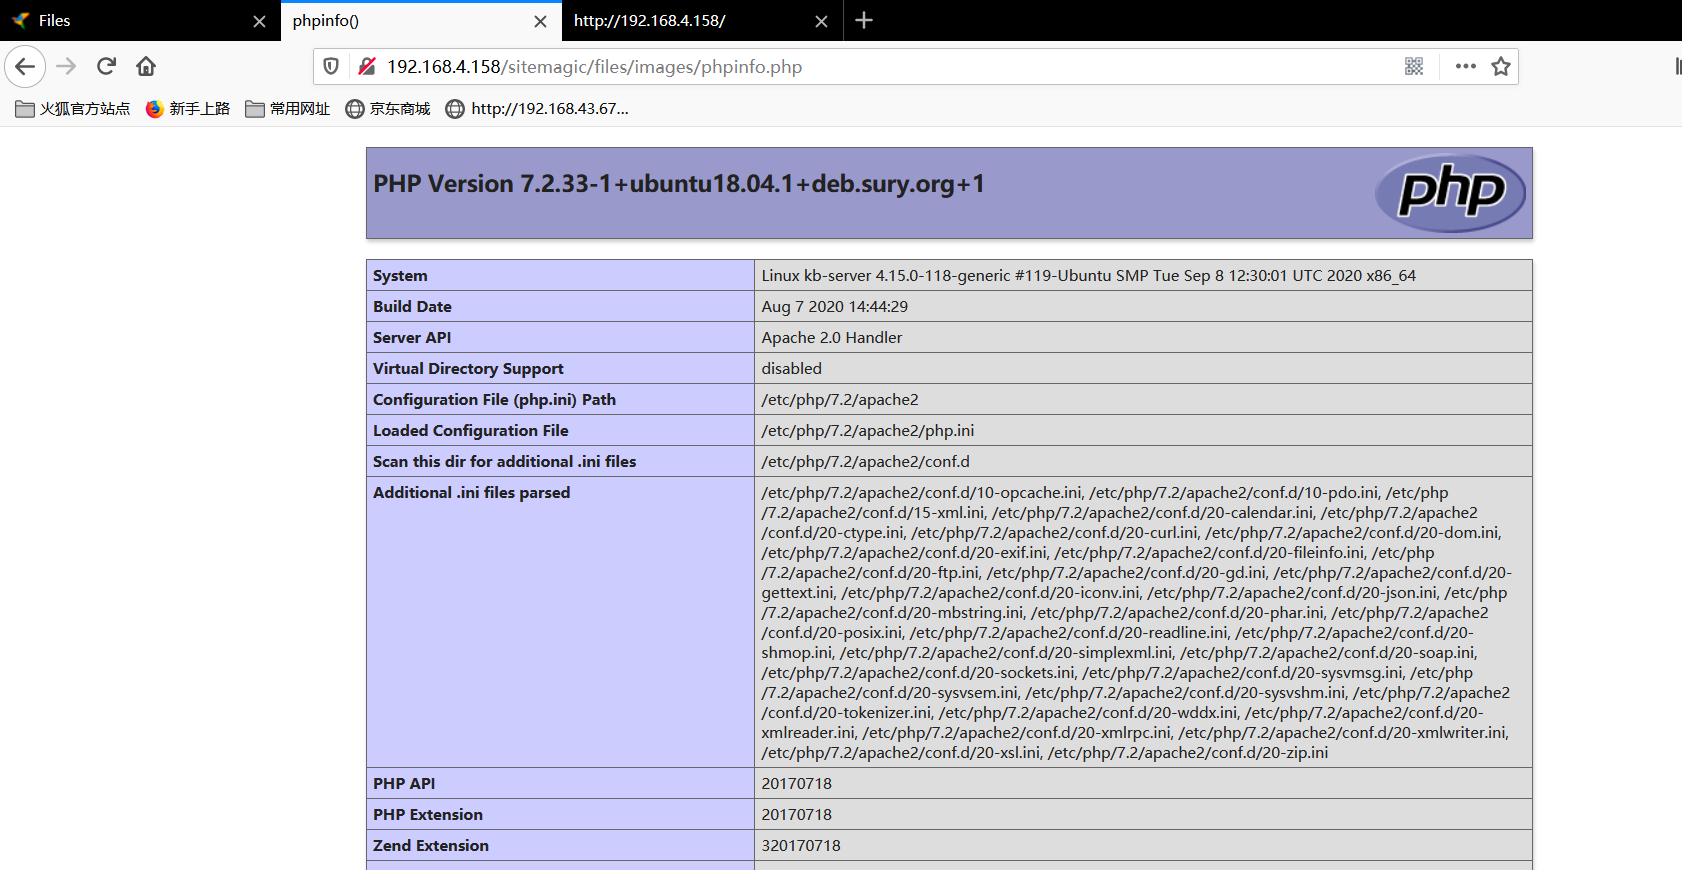 Files
phpinfo()
http://192.168.4.158/
192.168.4.158/sitemagic/files/images/phpinfo.php
火狐官方站点 新手上路 常用网址 京东商城 http://192.168.43.67...
PHP Version 7.2.33-1+ubuntu18.04.1+deb.sury.org+1
php
System Linux kb-server 4.15.0-118-generic #119-Ubuntu SMP Tue Sep 8 12:30:01 UTC 2020 x86_64
Build Date Aug 7 2020 14:44:29
Server API Apache 2.0 Handler
Virtual Directory Support disabled
Configuration File (php.ini) Path /etc/php/7.2/apache2
Loaded Configuration File /etc/php/7.2/apache2/php.ini
Scan this dir for additional .ini files /etc/php/7.2/apache2/conf.d
Additional .ini files parsed /etc/php/7.2/apache2/conf.d/10-opcache.ini, /etc/php/7.2/apache2/conf.d/10-pdo.ini, /etc/php
/7.2/apache2/conf.d/15-xml.ini, /etc/php/7.2/apache2/conf.d/20-calendar.ini, /etc/php/7.2/apache2
/conf.d/20-ctype.ini, /etc/php/7.2/apache2/conf.d/20-curl.ini, /etc/php/7.2/apache2/conf.d/20-dom.ini,
/etc/php/7.2/apache2/conf.d/20-exif.ini, /etc/php/7.2/apache2/conf.d/20-fileinfo.ini, /etc/php
/7.2/apache2/conf.d/20-ftp.ini, /etc/php/7.2/apache2/conf.d/20-gd.ini, /etc/php/7.2/apache2/conf.d/20-
gettext.ini, /etc/php/7.2/apache2/conf.d/20-iconv.ini, /etc/php/7.2/apache2/conf.d/20-json.ini, /etc/php
/7.2/apache2/conf.d/20-mbstring.ini, /etc/php/7.2/apache2/conf.d/20-phar.ini, /etc/php/7.2/apache2
/conf.d/20-posix.ini, /etc/php/7.2/apache2/conf.d/20-readline.ini, /etc/php/7.2/apache2/conf.d/20-
shmop.ini, /etc/php/7.2/apache2/conf.d/20-simplexml.ini, /etc/php/7.2/apache2/conf.d/20-soap.ini,
/etc/php/7.2/apache2/conf.d/20-sockets.ini, /etc/php/7.2/apache2/conf.d/20-sysvmsg.ini, /etc/php
/7.2/apache2/conf.d/20-sysvsem.ini, /etc/php/7.2/apache2/conf.d/20-sysvshm.ini, /etc/php/7.2/apache2
/conf.d/20-tokenizer.ini, /etc/php/7.2/apache2/conf.d/20-wddx.ini, /etc/php/7.2/apache2/conf.d/20-
xmlreader.ini, /etc/php/7.2/apache2/conf.d/20-xmlrpc.ini, /etc/php/7.2/apache2/conf.d/20-xmlwriter.ini,
/etc/php/7.2/apache2/conf.d/20-xsl.ini, /etc/php/7.2/apache2/conf.d/20-zip.ini
PHP API 20170718
PHP Extension 20170718
Zend Extension 320170718